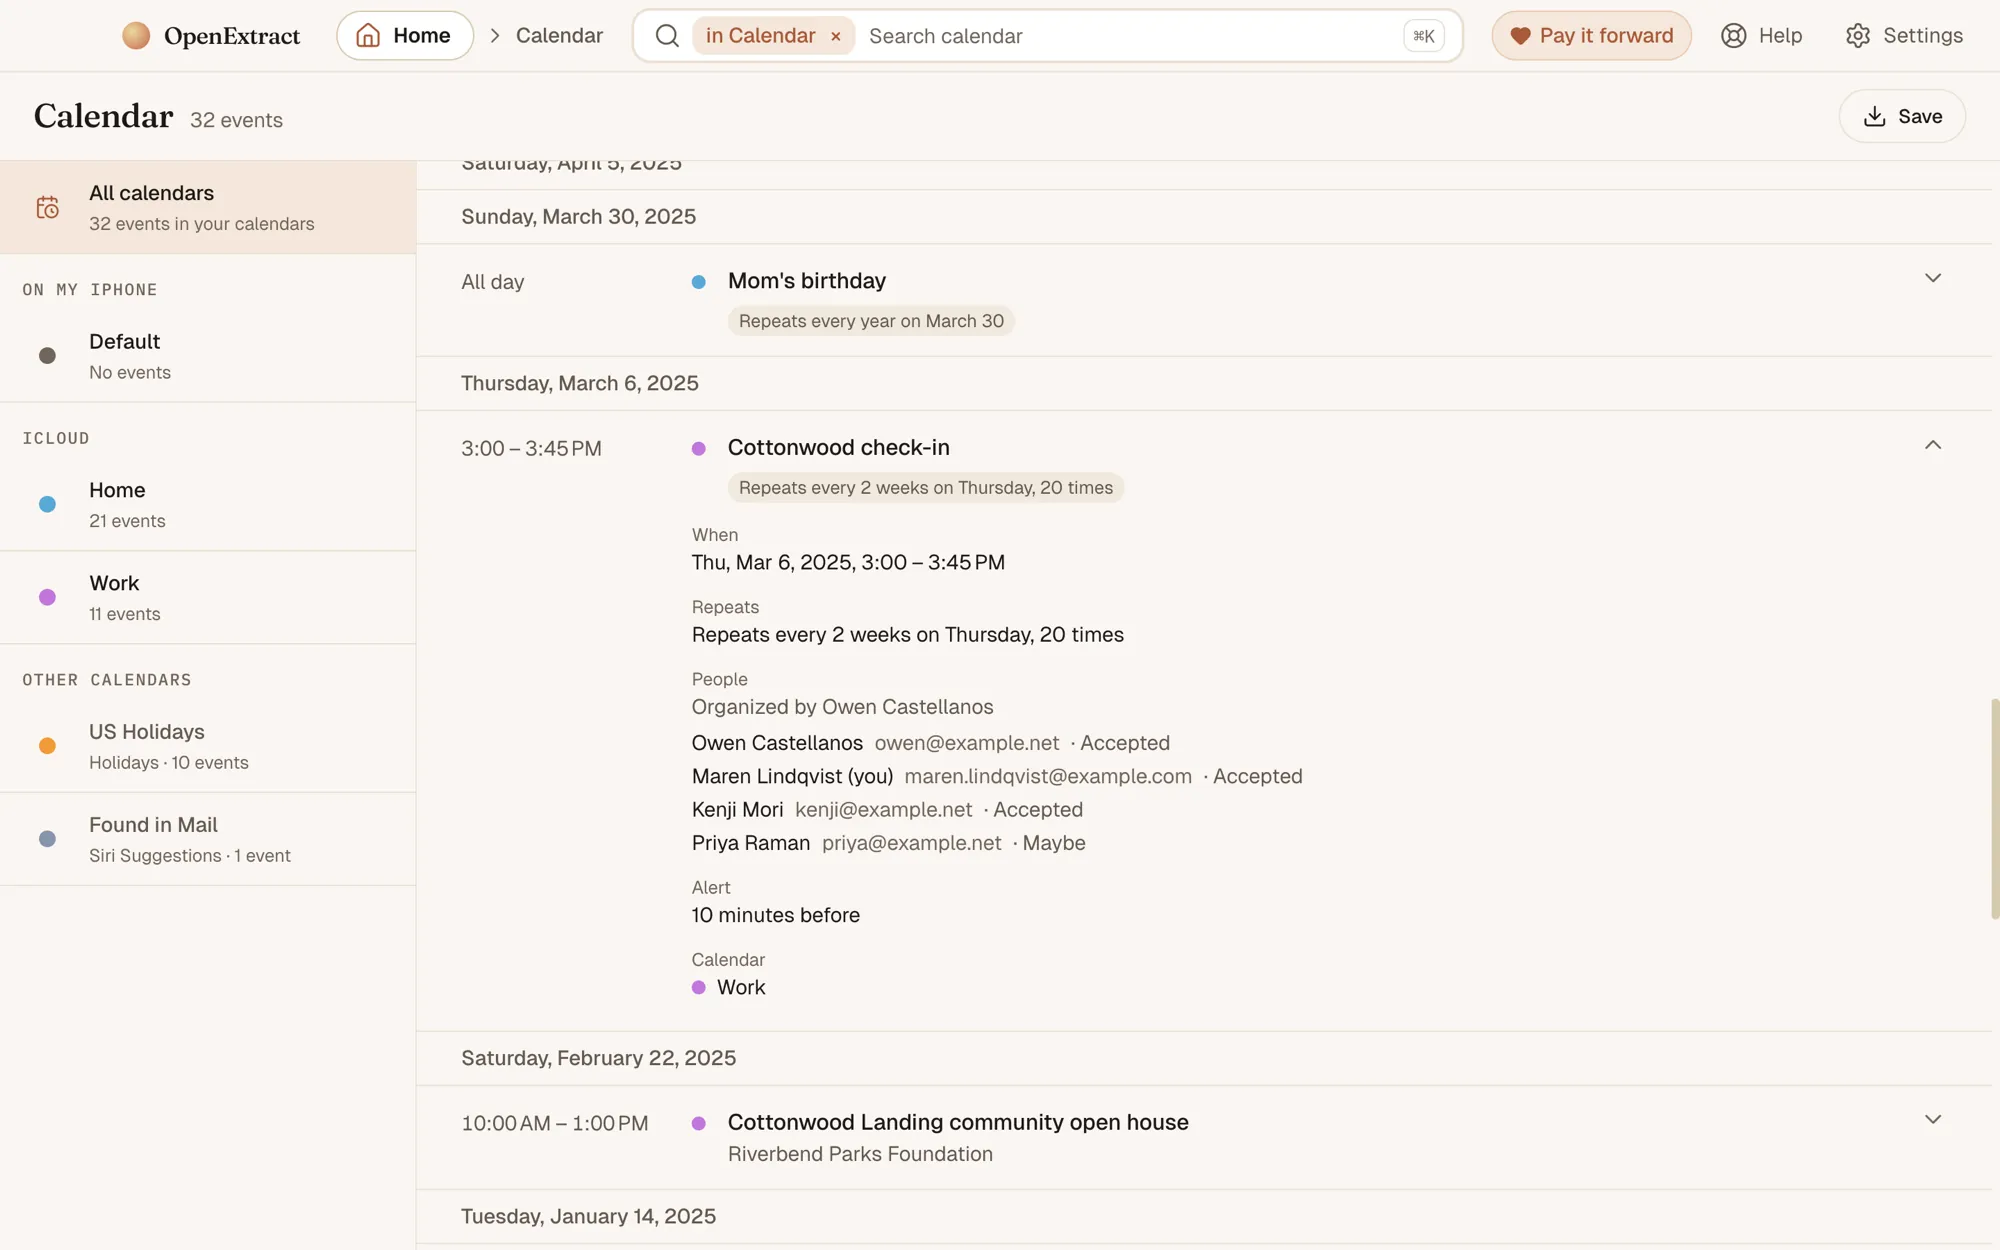 OpenExtract
Home
Calendar
in Calendar ×
Search calendar
⌘K
Pay it forward
Help
Settings
Calendar
32 events
Save
All calendars
32 events in your calendars
ON MY IPHONE
Default
No events
ICLOUD
Home
21 events
Work
11 events
OTHER CALENDARS
US Holidays
Holidays · 10 events
Found in Mail
Siri Suggestions · 1 event
Saturday, April 5, 2025
Sunday, March 30, 2025
All day
Mom's birthday
Repeats every year on March 30
Thursday, March 6, 2025
3:00 – 3:45 PM
Cottonwood check-in
Repeats every 2 weeks on Thursday, 20 times
When
Thu, Mar 6, 2025, 3:00 – 3:45 PM
Repeats
Repeats every 2 weeks on Thursday, 20 times
People
Organized by Owen Castellanos
Owen Castellanos owen@example.net · Accepted
Maren Lindqvist (you) maren.lindqvist@example.com · Accepted
Kenji Mori kenji@example.net · Accepted
Priya Raman priya@example.net · Maybe
Alert
10 minutes before
Calendar
Work
Saturday, February 22, 2025
10:00 AM – 1:00 PM
Cottonwood Landing community open house
Riverbend Parks Foundation
Tuesday, January 14, 2025